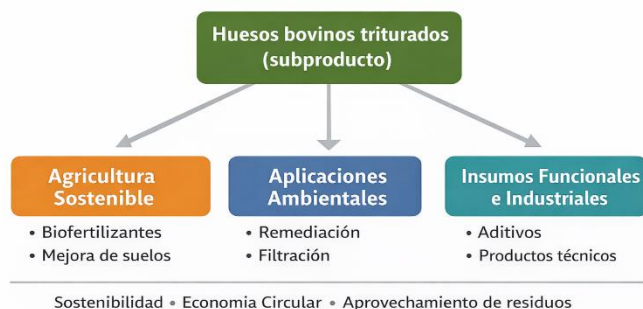 Huesos bovinos triturados
(subproducto)
Agricultura
Sostenible
• Biofertilizantes
• Mejora de suelos
Aplicaciones
Ambientales
• Remediación
• Filtración
Insumos Funcionales
e Industriales
• Aditivos
• Productos técnicos
Sostenibilidad • Economia Circular • Aprovechamiento de residuos